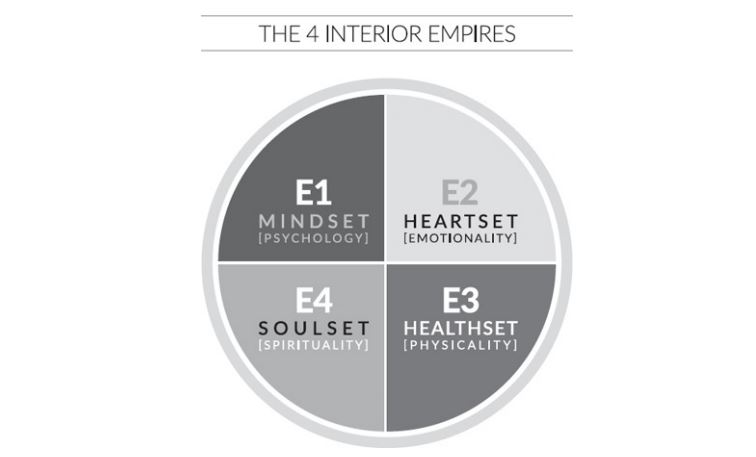 THE 4 INTERIOR EMPIRES
E1
MINDSET
[PSYCHOLOGY]
E2
HEARTSET
[EMOTIONALITY]
E4
SOULSET
[SPIRITUALITY]
E3
HEALTHSET
[PHYSICALITY]